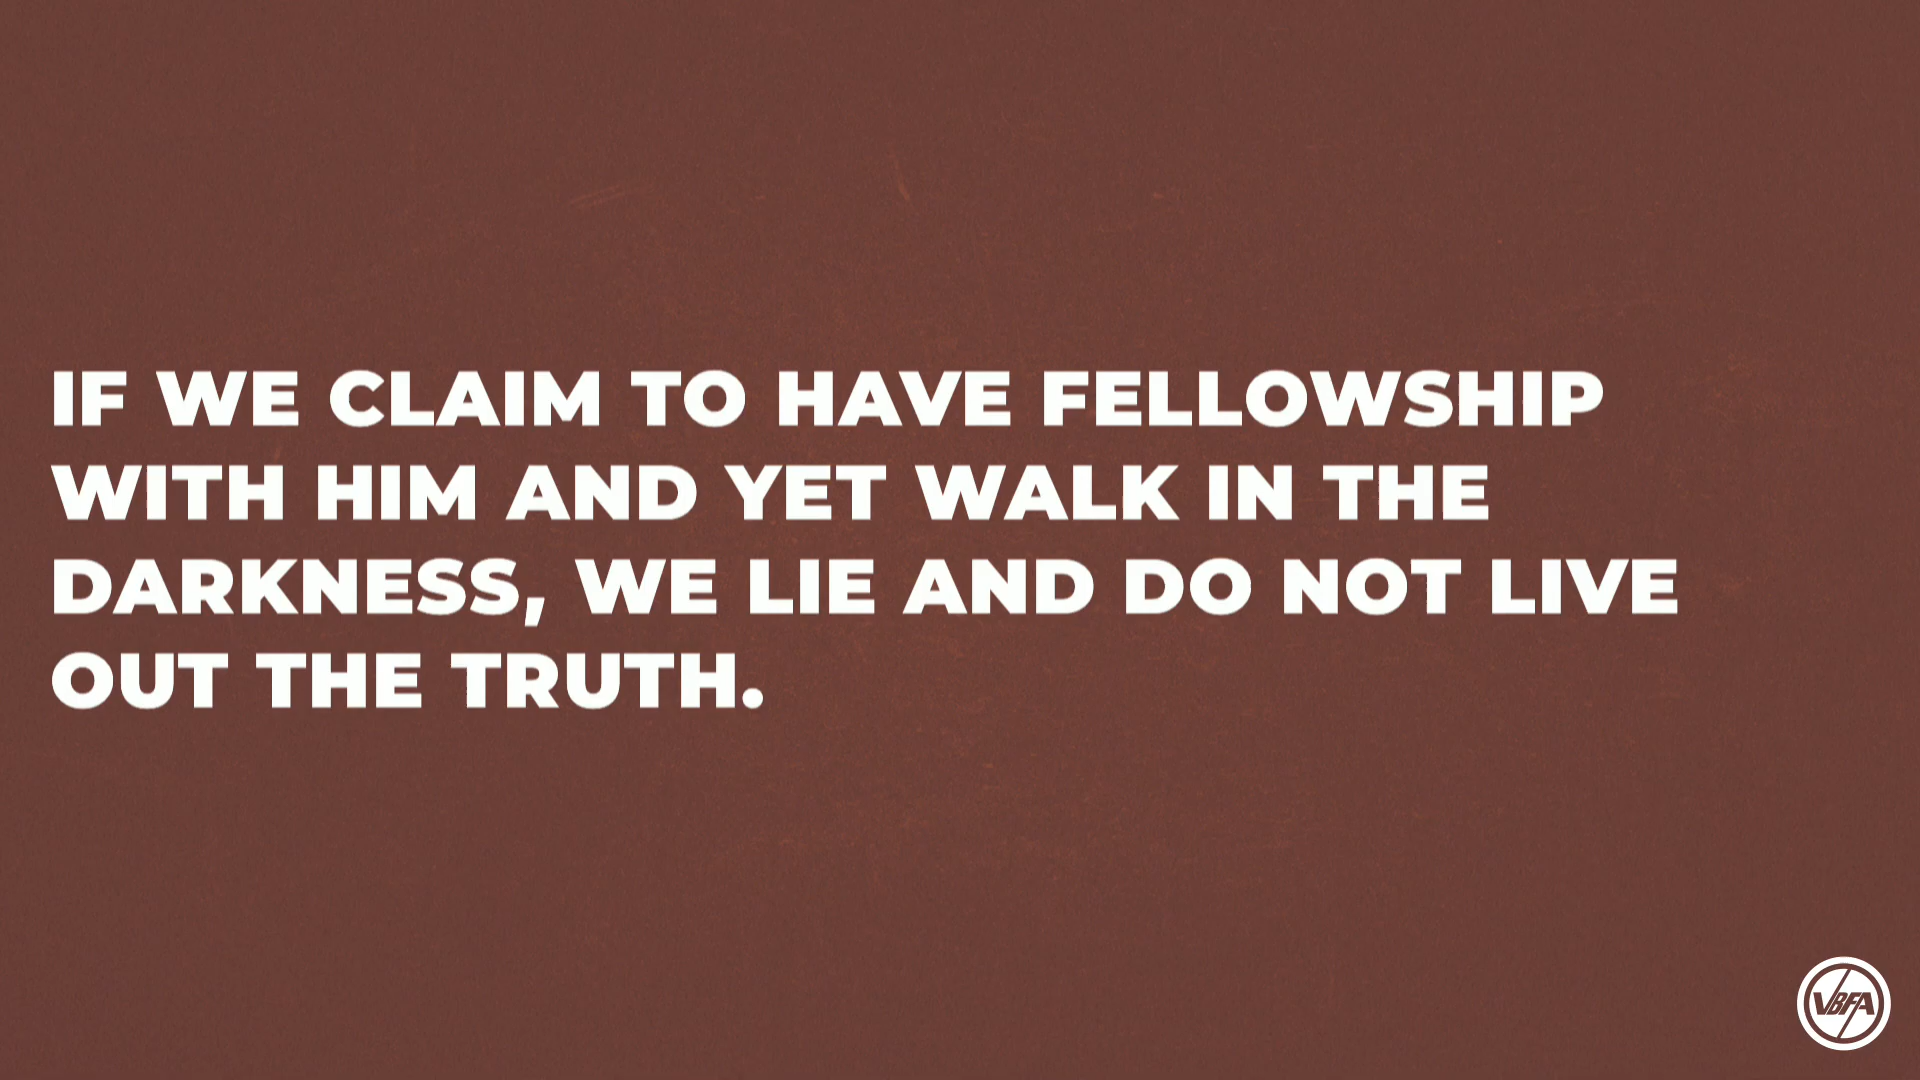 IF WE CLAIM TO HAVE FELLOWSHIP
WITH HIM AND YET WALK IN THE
DARKNESS, WE LIE AND DO NOT LIVE
OUT THE TRUTH.
VBFA